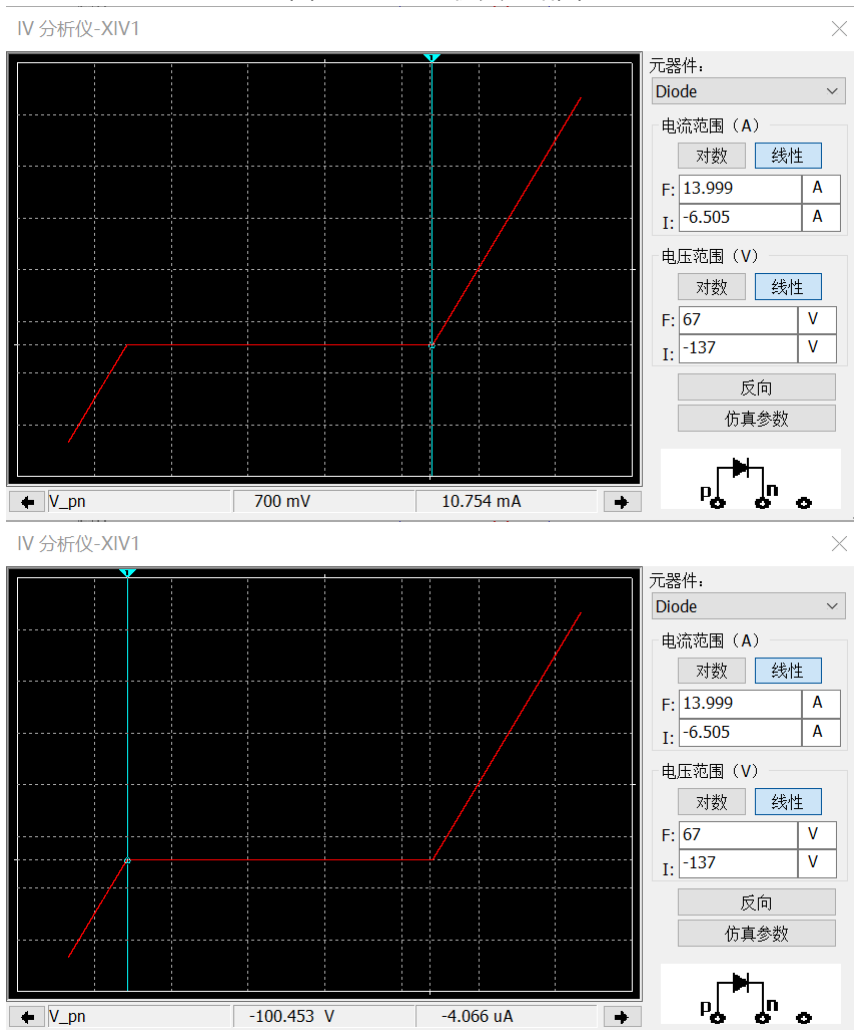 IV 分析仪-XIV1
元器件:
Diode
电流范围（A）
对数 线性
F: 13.999 A
I: -6.505 A
电压范围（V）
对数 线性
F: 67 V
I: -137 V
反向
仿真参数
p n
V_pn 700 mV 10.754 mA
IV 分析仪-XIV1
元器件:
Diode
电流范围（A）
对数 线性
F: 13.999 A
I: -6.505 A
电压范围（V）
对数 线性
F: 67 V
I: -137 V
反向
仿真参数
p n
V_pn -100.453 V -4.066 uA